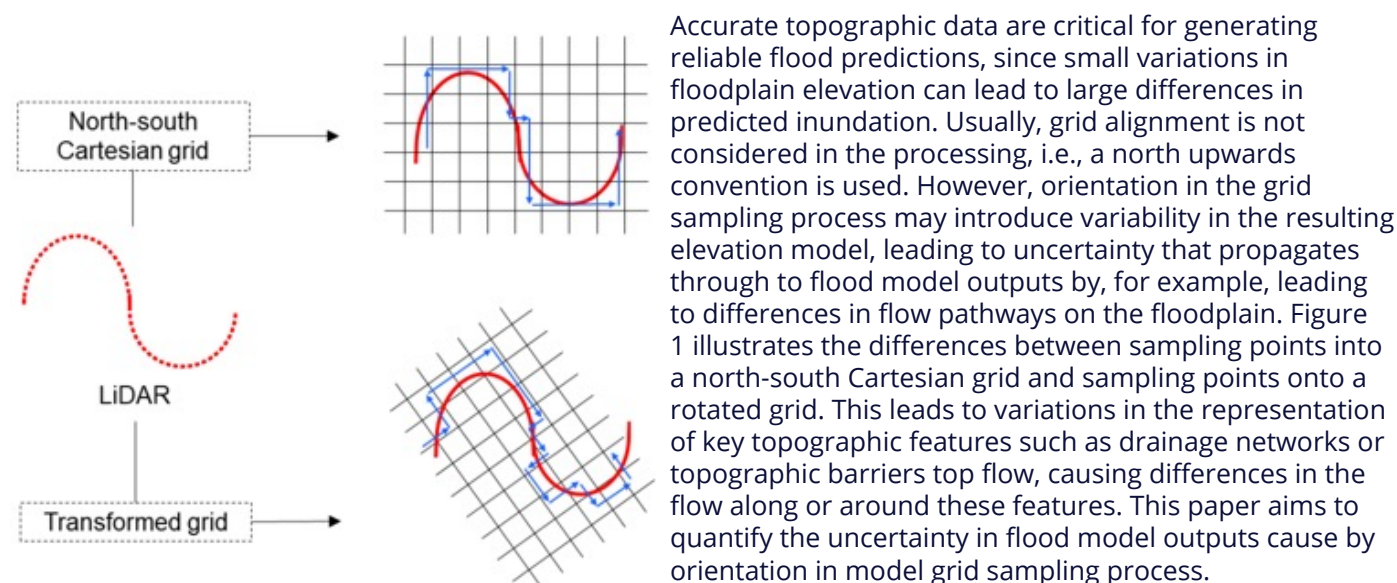 North-south
Cartesian grid
LiDAR
Transformed grid
Accurate topographic data are critical for generating
reliable flood predictions, since small variations in
floodplain elevation can lead to large differences in
predicted inundation. Usually, grid alignment is not
considered in the processing, i.e., a north upwards
convention is used. However, orientation in the grid
sampling process may introduce variability in the resulting
elevation model, leading to uncertainty that propagates
through to flood model outputs by, for example, leading
to differences in flow pathways on the floodplain. Figure
1 illustrates the differences between sampling points into
a north-south Cartesian grid and sampling points onto a
rotated grid. This leads to variations in the representation
of key topographic features such as drainage networks or
topographic barriers top flow, causing differences in the
flow along or around these features. This paper aims to
quantify the uncertainty in flood model outputs cause by
orientation in model grid sampling process.